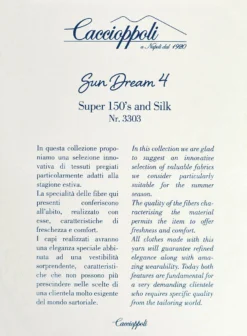 Caccioppoli
a Napoli dal 1920
Sun Dream 4
Super 150's and Silk
Nr. 3303
In questa collezione propo-
niamo una selezione inno-
vativa di tessuti pregiati
particolarmente adatti alla
stagione estiva.
La specialità delle fibre qui
presenti conferiscono
all'abito, realizzato con
esse, caratteristiche di
freschezza e comfort.
I capi realizzati avranno
una eleganza speciale abbi-
nata ad una vestibilità
sorprendente, caratteristi-
che che non possono più
prescindere nelle scelte di
una clientela molto esigente
del mondo sartoriale.
In this collection we are glad
to suggest an innovative
selection of valuable fabrics
we consider particularly
suitable for the summer
season.
The quality of the fibers cha-
racterising the material
permits the item to offer
freshness and comfort.
All clothes made with this
yarn will guarantee refined
elegance along with amaz-
ing wearability. Today both
features are fundamental for
a very demanding clientele
who requires specific quality
from the tailoring world.
Caccioppoli